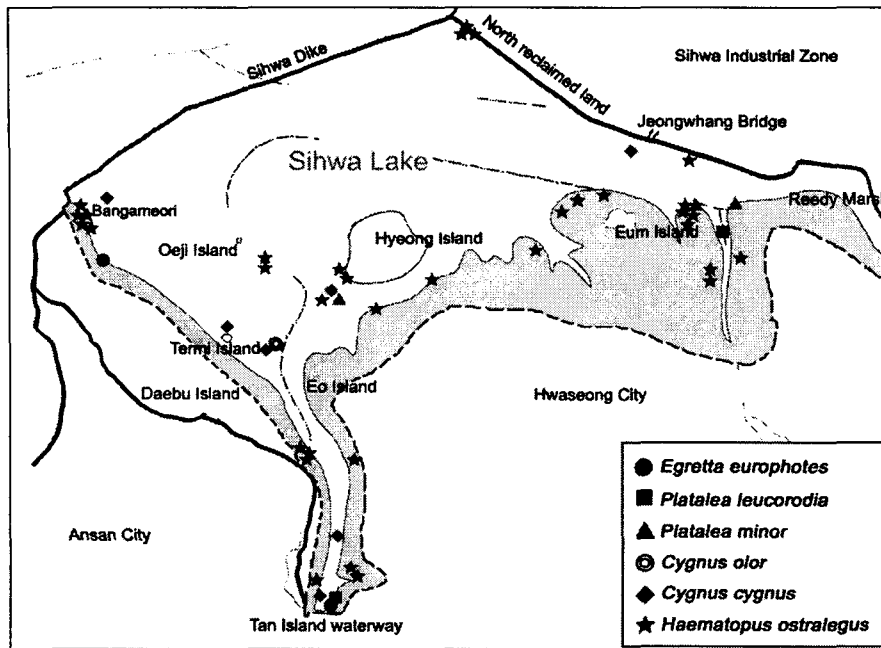 Sihwa Dike
North reclaimed land
Sihwa Industrial Zone
Jeongwhang Bridge
Sihwa Lake
Reedy Mars
Bangameori
Oeji Island
Hyeong Island
Eum Island
Termi Island
Daebu Island
Eo Island
Hwaseong City
Ansan City
Tan Island waterway
Egretta europhotes
Platalea leucorodia
Platalea minor
Cygnus olor
Cygnus cygnus
Haematopus ostralegus